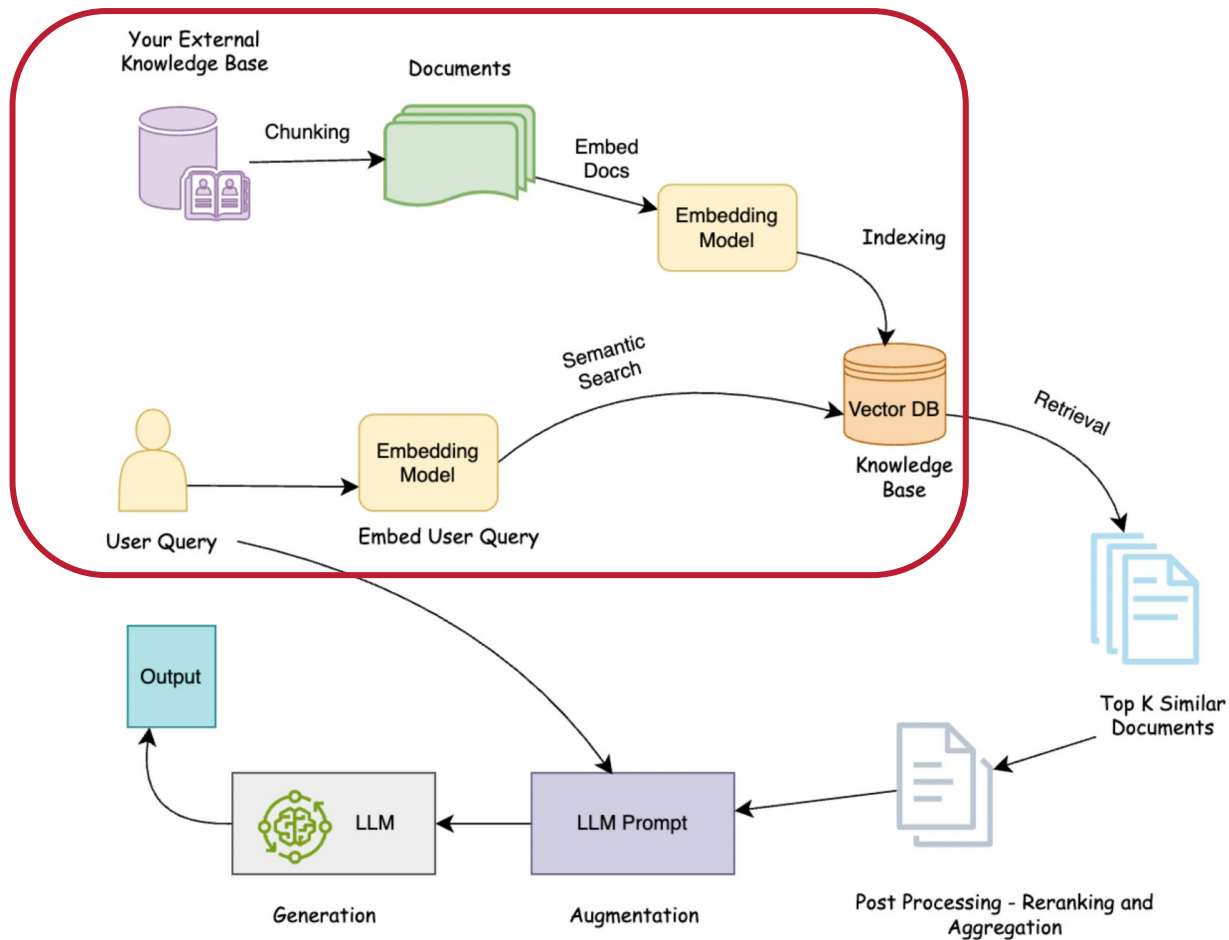 Your External
Knowledge Base
Documents
Chunking
Embed
Docs
Embedding
Model
Indexing
Semantic
Search
Vector DB
Knowledge
Base
Retrieval
Embedding
Model
User Query
Embed User Query
Output
Top K Similar
Documents
LLM
LLM Prompt
Generation
Augmentation
Post Processing - Reranking and
Aggregation